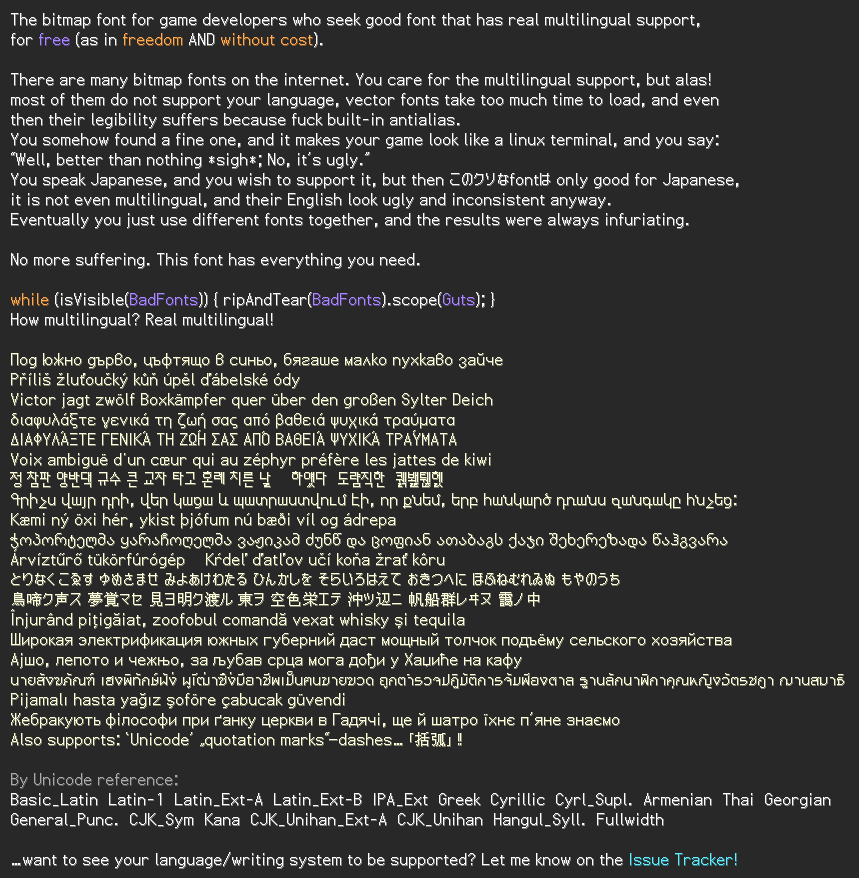 The bitmap font for game developers who seek good font that has real multilingual support,
for free (as in freedom AND without cost).
There are many bitmap fonts on the internet. You care for the multilingual support, but alas!
most of them do not support your language, vector fonts take too much time to load, and even
then their legibility suffers because fuck built-in antialias.
You somehow found a fine one, and it makes your game look like a linux terminal, and you say:
“Well, better than nothing *sigh*; No, it's ugly.”
You speak Japanese, and you wish to support it, but then このクソなfontは only good for Japanese,
it is not even multilingual, and their English look ugly and inconsistent anyway.
Eventually you just use different fonts together, and the results were always infuriating.
No more suffering. This font has everything you need.
while (isVisible(BadFonts)) { ripAndTear(BadFonts).scope(Guts); }
How multilingual? Real multilingual!
Под южно дърво, цъфтящо в синьо, бягаше малко пухкаво зайче
Příliš žluťoučký kůň úpěl ďábelské ódy
Victor jagt zwölf Boxkämpfer quer über den großen Sylter Deich
διαφυλάξτε γενικά τη ζωή σας από βαθειά ψυχικά τραύματα
ΔΙΑΦΥΛΆΞΤΕ ΓΕΝΙΚΆ ΤΗ ΖΩΉ ΣΑΣ ΑΠΌ ΒΑΘΕΙΆ ΨΥΧΙΚΆ ΤΡΑΎΜΑΤΑ
Voix ambiguë d'un cœur qui au zéphyr préfère les jattes de kiwi
정 참판 양반댁 규수 큰 교자 타고 혼례 치른 날
Գրիչս վայր դրի, վեր կացա և պատրաստվում էի, որ քնեմ, երբ հանկարծ դռանս զանգակը հնչեց:
Kæmi ný öxi hér, ykist þjófum nú bæði víl og ádrepa
ჭოპორტელმა ყარაჩოღელმა ვაჟიკამ ძუნწ და ცოფიან ათაბაგს ქაჯი შეხერეზადა წაჰგვარა
Árvíztűrő tükörfúrógép Kŕdeľ ďatľov učí koňa žrať kôru
とりなくこゑす ゆめさませ みよあけわたる ひんかしを そらいろはえて おきつへに ほふねむれゐぬ もやのうち
鳥啼ク声ス 夢覚マセ 見ヨ明ク渡ル 東ヲ 空色栄エテ 沖ツ辺ニ 帆船群レヰヌ 靄ノ中
Înjurând pițigăiat, zoofobul comandă vexat whisky și tequila
Широкая электрификация южных губерний даст мощный толчок подъёму сельского хозяйства
Ајшо, лепото и чежњо, за љубав срца мога дођи у Хаџиће на кафу
นายสังฆภัณฑ์ เฮงพิทักษ์ฝั่ง ผู้เฒ่าซึ่งมีอาชีพเป็นฅนขายฃวด ถูกตำรวจปฏิบัติการจับฟ้องศาล ฐานลักนาฬิกาคุณหญิงฉัตรชฎา ฌานสมาธิ
Pijamalı hasta yağız şoföre çabucak güvendi
Жебракують філософи при ґанку церкви в Гадячі, ще й шатро їхнє п'яне знаємо
Also supports: ‛Unicode’ „quotation marks“—dashes… ｢括弧｣ ‼
By Unicode reference:
Basic_Latin Latin-1 Latin_Ext-A Latin_Ext-B IPA_Ext Greek Cyrillic Cyrl_Supl. Armenian Thai Georgian
General_Punc. CJK_Sym Kana CJK_Unihan_Ext-A CJK_Unihan Hangul_Syll. Fullwidth
…want to see your language/writing system to be supported? Let me know on the Issue Tracker!